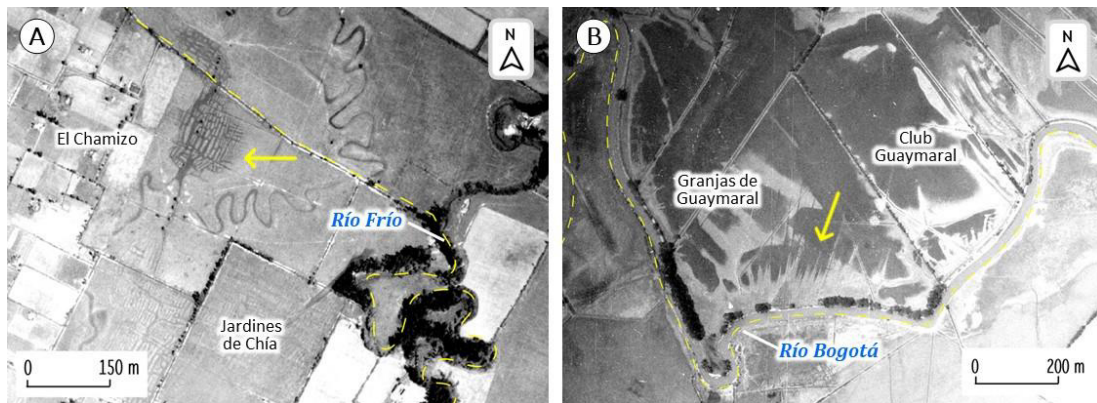 A
N
El Chamizo
Río Frío
Jardines
de Chía
0 150 m
B
N
Club
Guaymaral
Granjas de
Guaymaral
Río Bogotá
0 200 m